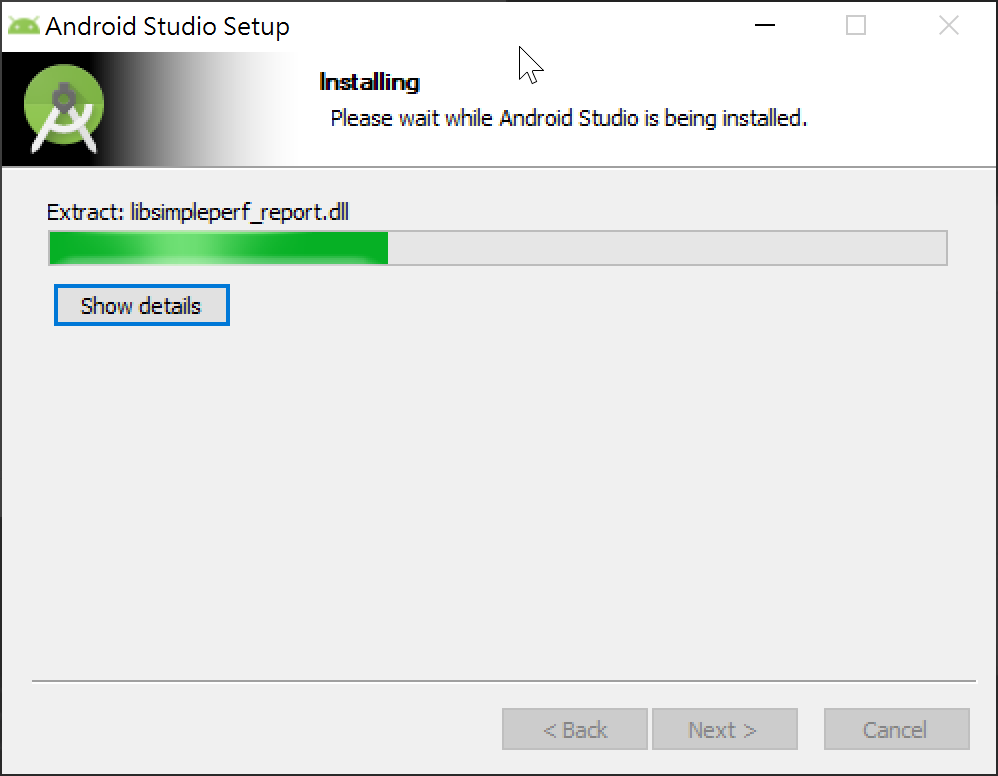 Android Studio Setup
Installing
Please wait while Android Studio is being installed.
Extract: libsimpleperf_report.dll
Show details
< Back
Next >
Cancel